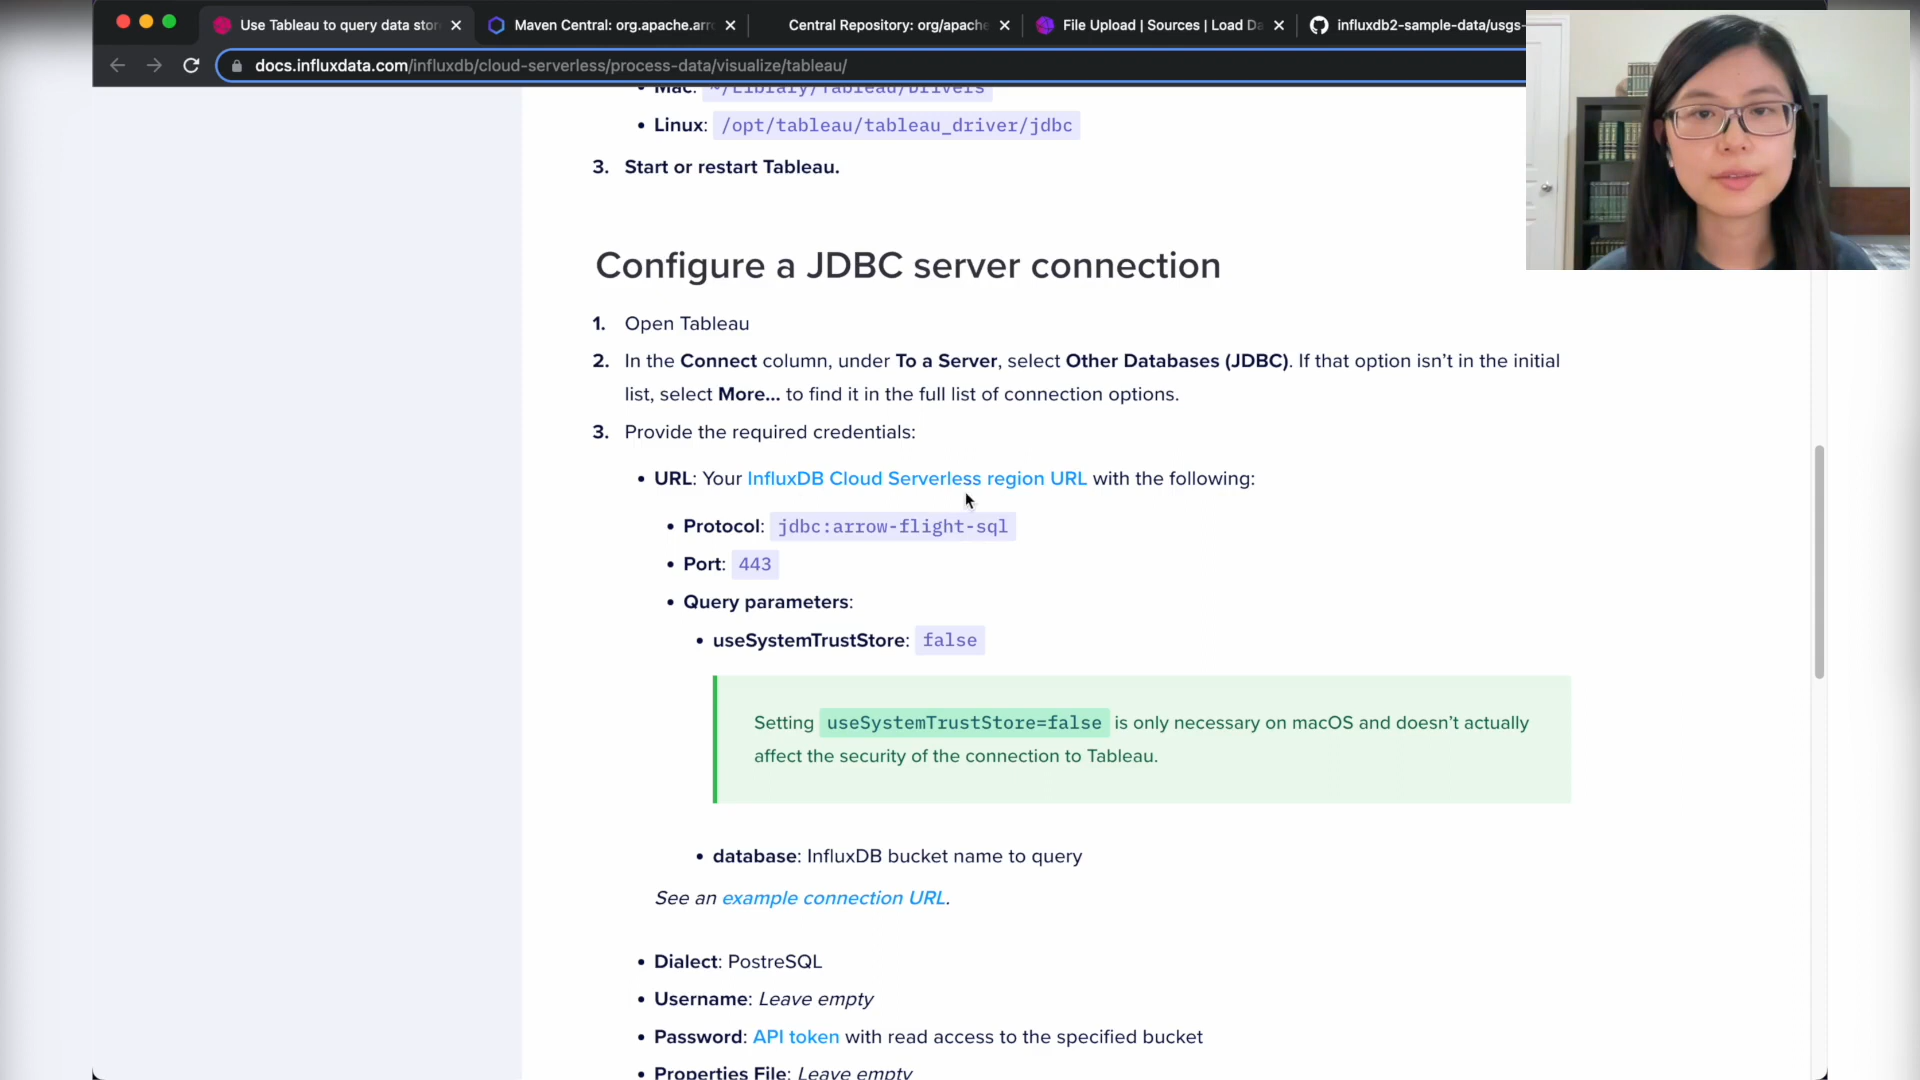 Use Tableau to query data stor
Maven Central: org.apache.arr
Central Repository: org/apache
File Upload | Sources | Load Da
influxdb2-sample-data/usgs-
docs.influxdata.com/influxdb/cloud-serverless/process-data/visualize/tableau/
• Mac: ~/Library/Tableau/Drivers
• Linux: /opt/tableau/tableau_driver/jdbc
3. Start or restart Tableau.
Configure a JDBC server connection
1. Open Tableau
2. In the Connect column, under To a Server, select Other Databases (JDBC). If that option isn’t in the initial
list, select More... to find it in the full list of connection options.
3. Provide the required credentials:
• URL: Your InfluxDB Cloud Serverless region URL with the following:
• Protocol: jdbc:arrow-flight-sql
• Port: 443
• Query parameters:
• useSystemTrustStore: false
Setting useSystemTrustStore=false is only necessary on macOS and doesn’t actually
affect the security of the connection to Tableau.
• database: InfluxDB bucket name to query
See an example connection URL.
• Dialect: PostreSQL
• Username: Leave empty
• Password: API token with read access to the specified bucket
• Properties File: Leave empty